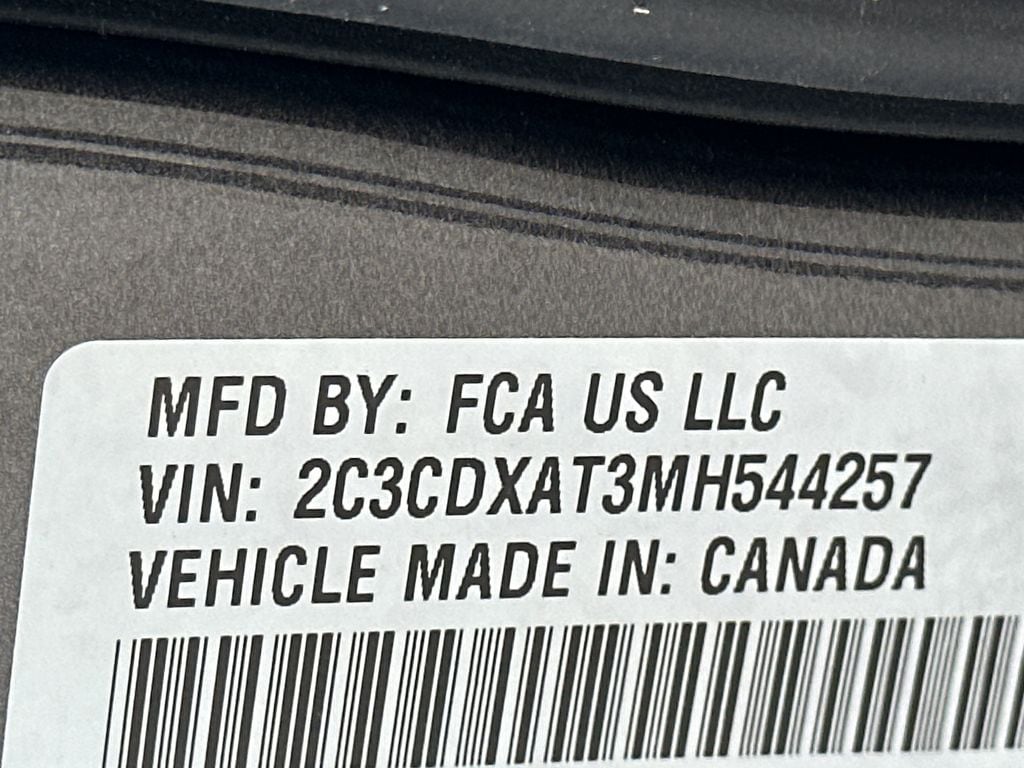 MFD BY: FCA US LLC
VIN: 2C3CDXAT3MH544257
VEHICLE MADE IN: CANADA